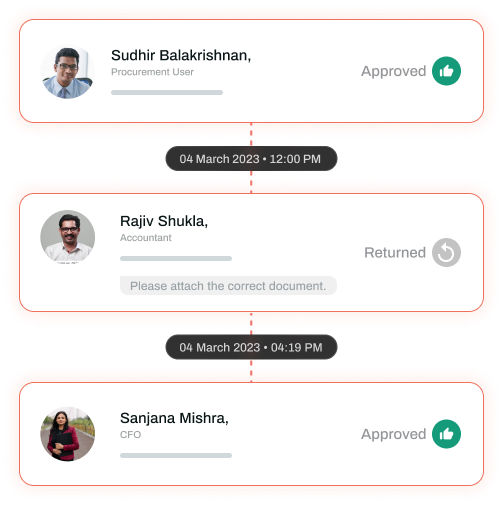 Sudhir Balakrishnan,
Procurement User
Approved
04 March 2023 • 12:00 PM
Rajiv Shukla,
Accountant
Returned
Please attach the correct document.
04 March 2023 • 04:19 PM
Sanjana Mishra,
CFO
Approved